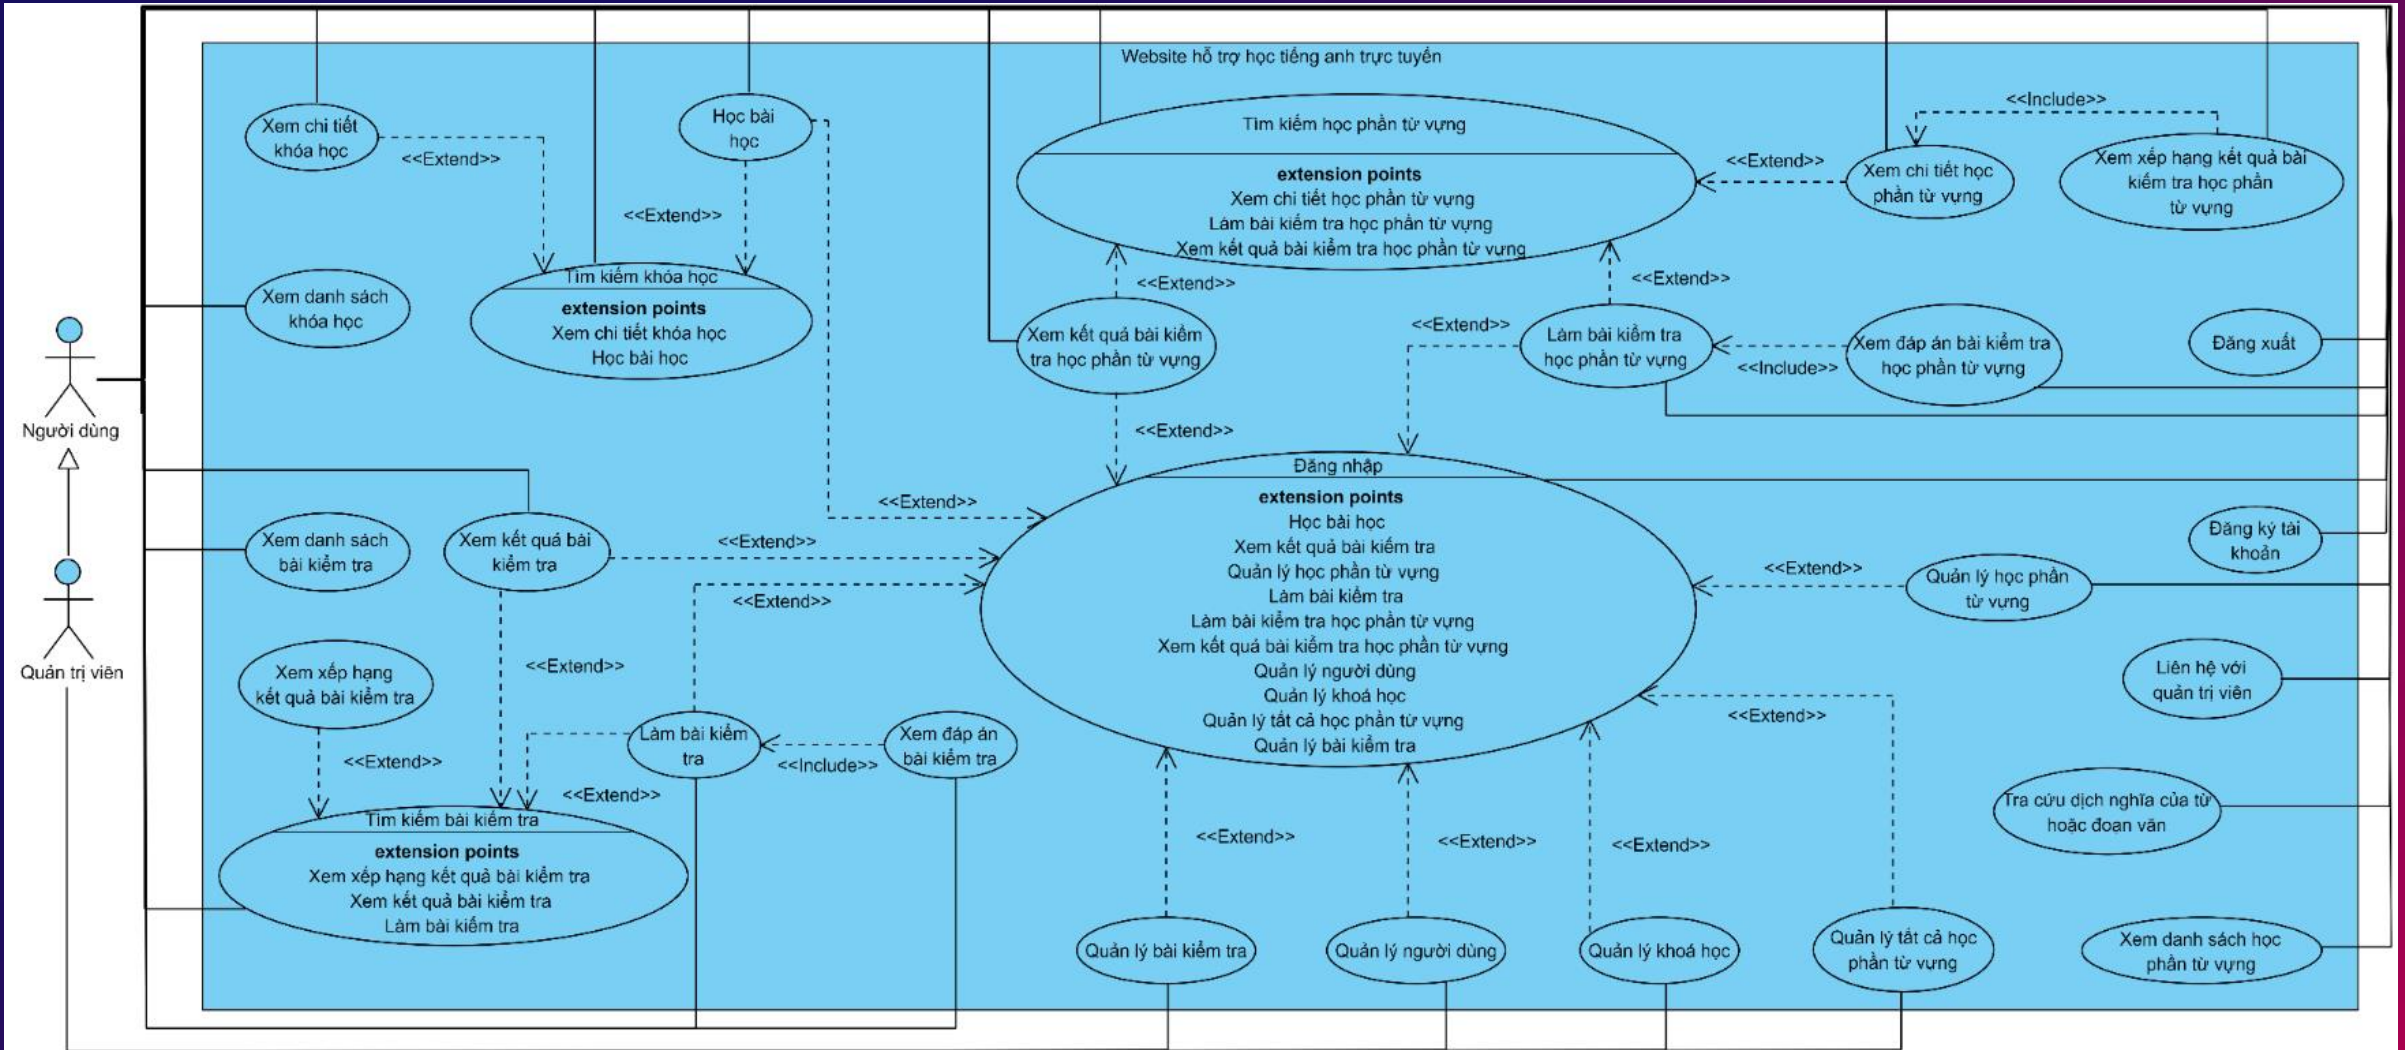 Website hỗ trợ học tiếng anh trực tuyến
Xem chi tiết
khóa học
<<Extend>>
Học bài
học
<<Extend>>
Tìm kiếm học phần từ vựng
extension points
Xem chi tiết học phần từ vựng
Làm bài kiểm tra học phần từ vựng
Xem kết quả bài kiểm tra học phần từ vựng
<<Extend>>
Xem chi tiết học
phần từ vựng
<<Include>>
Xem xếp hạng kết quả bài
kiểm tra học phần
từ vựng
Xem danh sách
khóa học
Tìm kiếm khóa học
extension points
Xem chi tiết khóa học
Học bài học
<<Extend>>
Xem kết quả bài kiểm
tra học phần từ vựng
<<Extend>>
<<Extend>>
<<Extend>>
Làm bài kiểm tra
học phần từ vựng
<<Include>>
Xem đáp án bài kiểm tra
học phần từ vựng
Đăng xuất
Người dùng
Đăng nhập
extension points
Học bài học
Xem kết quả bài kiểm tra
Quản lý học phần từ vựng
Làm bài kiểm tra
Làm bài kiểm tra học phần từ vựng
Xem kết quả bài kiểm tra học phần từ vựng
Quản lý người dùng
Quản lý khoá học
Quản lý tất cả học phần từ vựng
Quản lý bài kiểm tra
<<Extend>>
Xem danh sách
bài kiểm tra
Xem kết quả bài
kiểm tra
<<Extend>>
<<Extend>>
Đăng ký tài
khoản
<<Extend>>
Quản lý học phần
từ vựng
Quản trị viên
Xem xếp hạng
kết quả bài kiểm tra
<<Extend>>
Liên hệ với
quản trị viên
<<Extend>>
Làm bài kiểm
tra
<<Include>>
Xem đáp án
bài kiểm tra
<<Extend>>
<<Extend>>
Tìm kiếm bài kiểm tra
extension points
Xem xếp hạng kết quả bài kiểm tra
Xem kết quả bài kiểm tra
Làm bài kiểm tra
<<Extend>>
<<Extend>>
<<Extend>>
Tra cứu dịch nghĩa của từ
hoặc đoạn văn
Quản lý bài kiểm tra
Quản lý người dùng
Quản lý khoá học
Quản lý tất cả học
phần từ vựng
Xem danh sách học
phần từ vựng